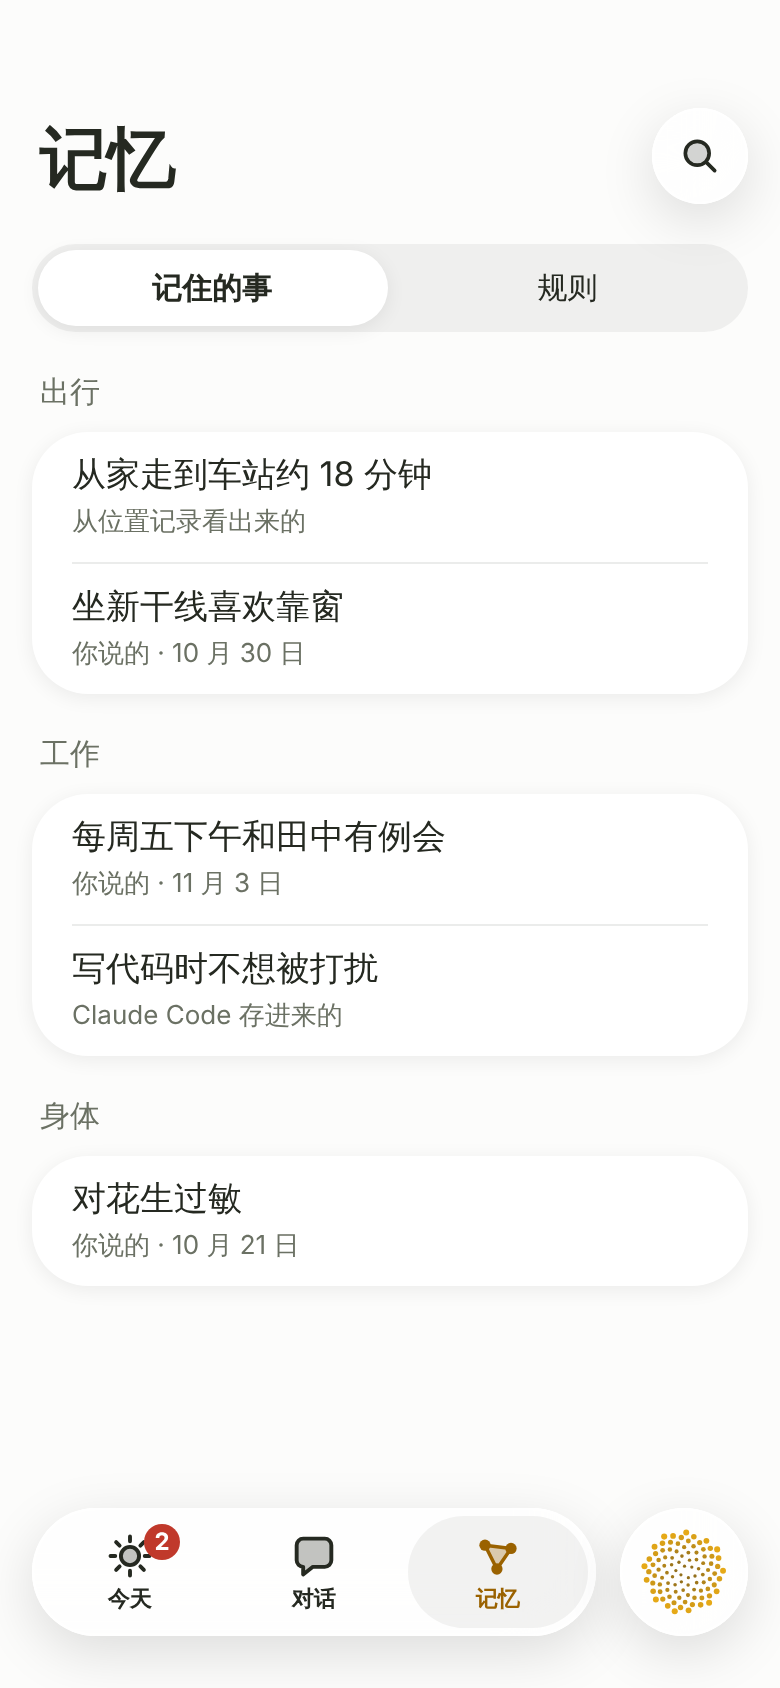 记忆
记住的事
规则
出行
从家走到车站约 18 分钟
从位置记录看出来的
坐新干线喜欢靠窗
你说的 · 10 月 30 日
工作
每周五下午和田中有例会
你说的 · 11 月 3 日
写代码时不想被打扰
Claude Code 存进来的
身体
对花生过敏
你说的 · 10 月 21 日
2
今天
对话
记忆